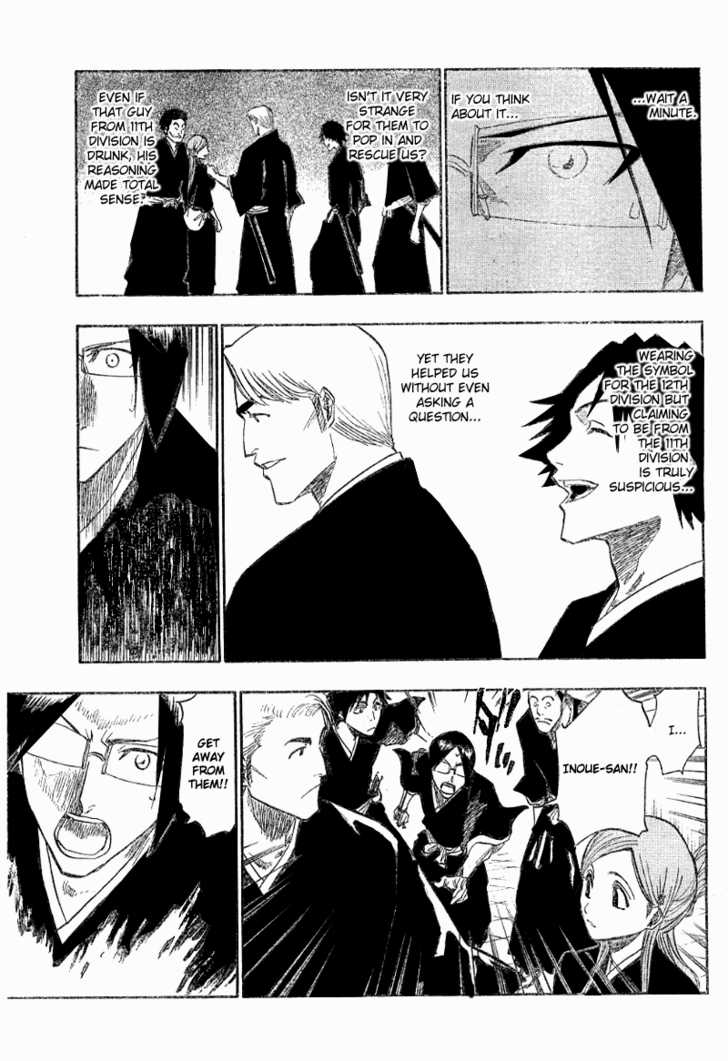 ...WAIT A
MINUTE.
IF YOU THINK
ABOUT IT...
ISN'T IT VERY
STRANGE
FOR THEM TO
POP IN AND
RESCUE US?
EVEN IF
THAT GUY
FROM 11TH
DIVISION IS
DRUNK, HIS
REASONING
MADE TOTAL
SENSE.
WEARING
THE SYMBOL
FOR THE 12TH
DIVISION BUT
CLAIMING
TO BE FROM
THE 11TH
DIVISION
IS TRULY
SUSPICIOUS...
YET THEY
HELPED US
WITHOUT EVEN
ASKING A
QUESTION...
I...
INOUE-SAN!!
GET
AWAY
FROM
THEM!!